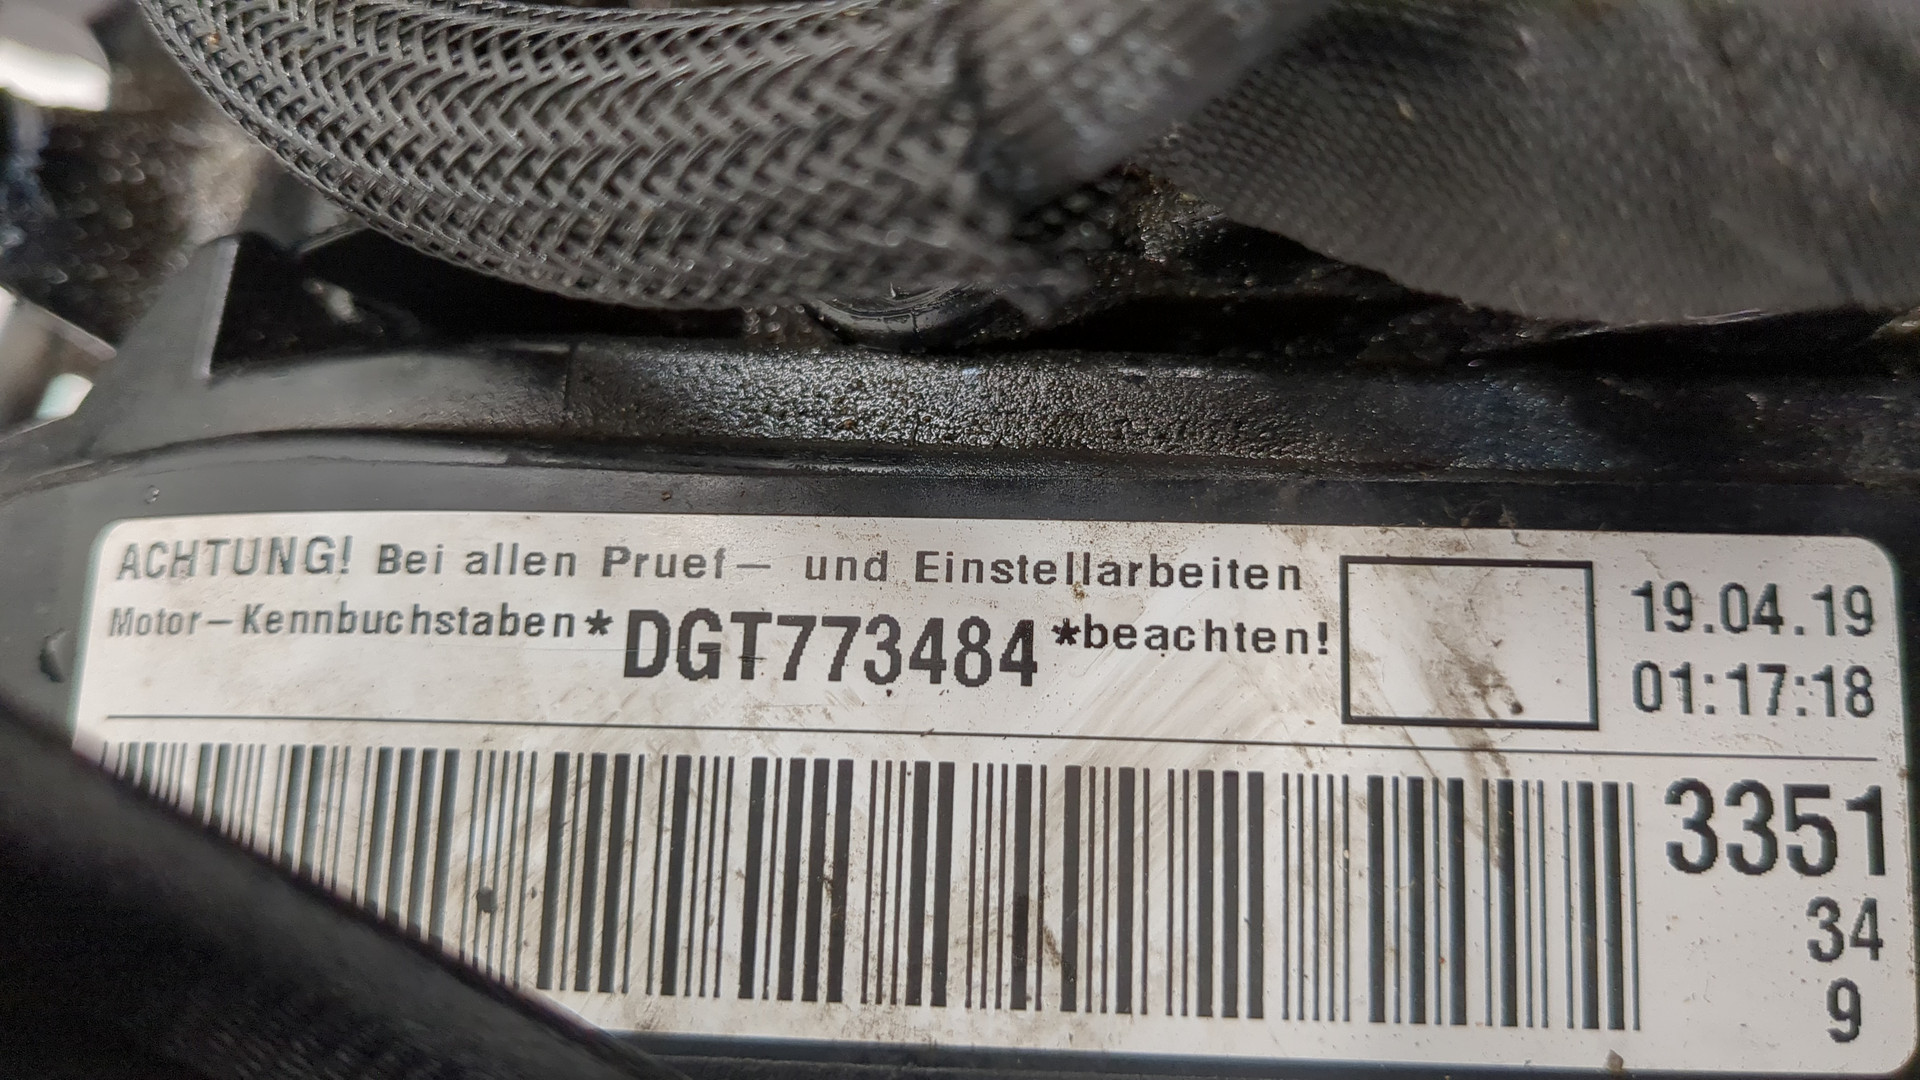 ACHTUNG! Bei allen Pruef– und Einstellarbeiten
Motor–Kennbuchstaben*DGT773484*beachten!
19.04.19
01:17:18
3351
34
9